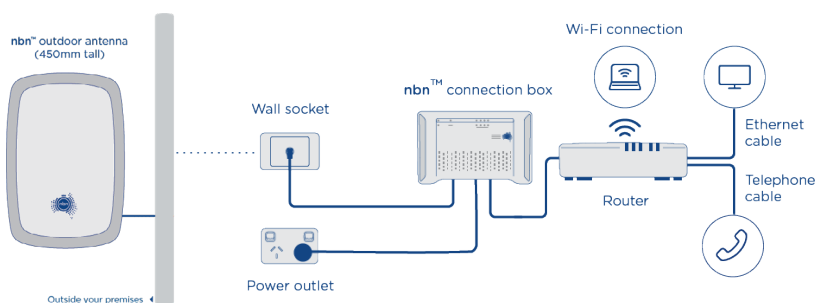 nbn™ outdoor antenna
(450mm tall)
Wall socket
Power outlet
nbn™ connection box
Wi-Fi connection
Router
Ethernet
cable
Telephone
cable
Outside your premises